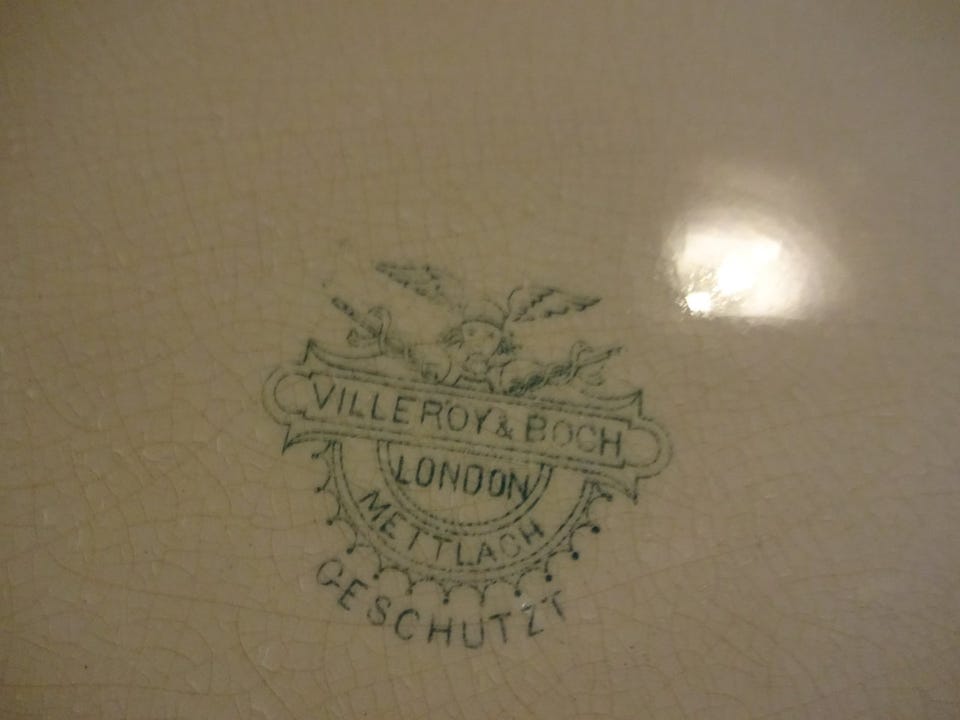 VILLEROY & BOCH
LONDON
METTLACH
GESCHUTZT